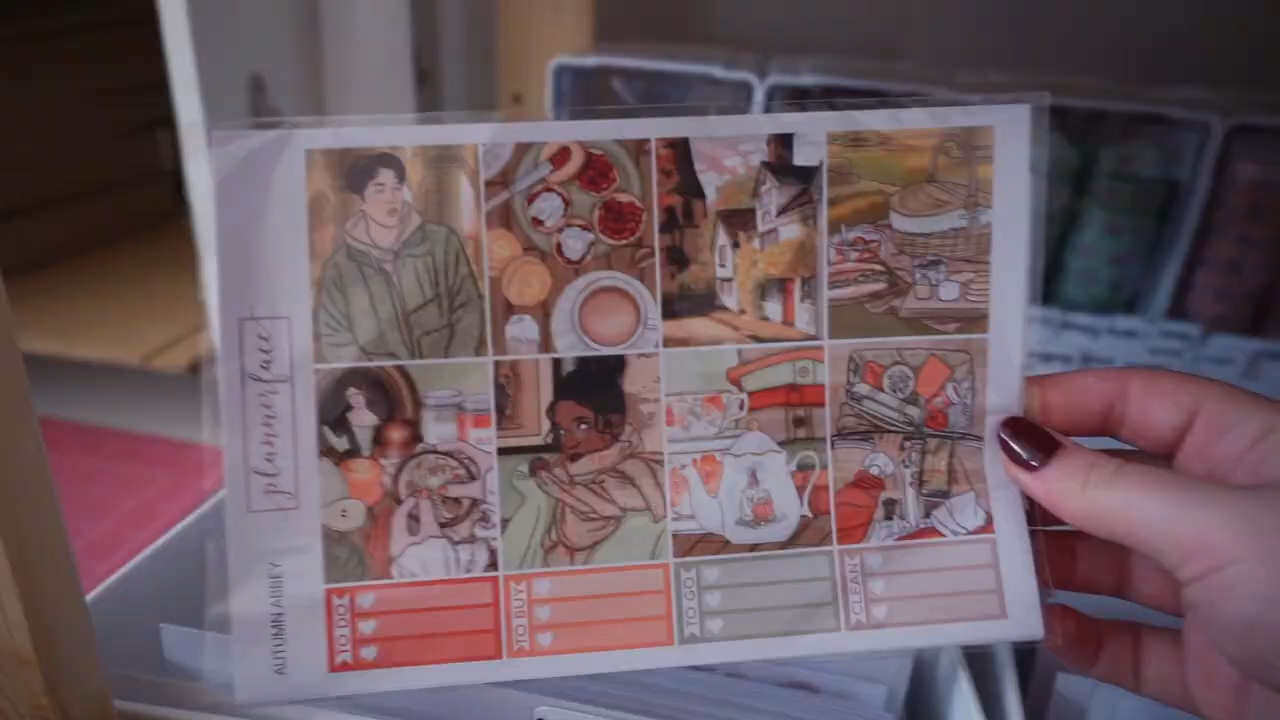 plannerface
AUTUMN ABBEY
TO DO
TO BUY
TO GO
CLEAN